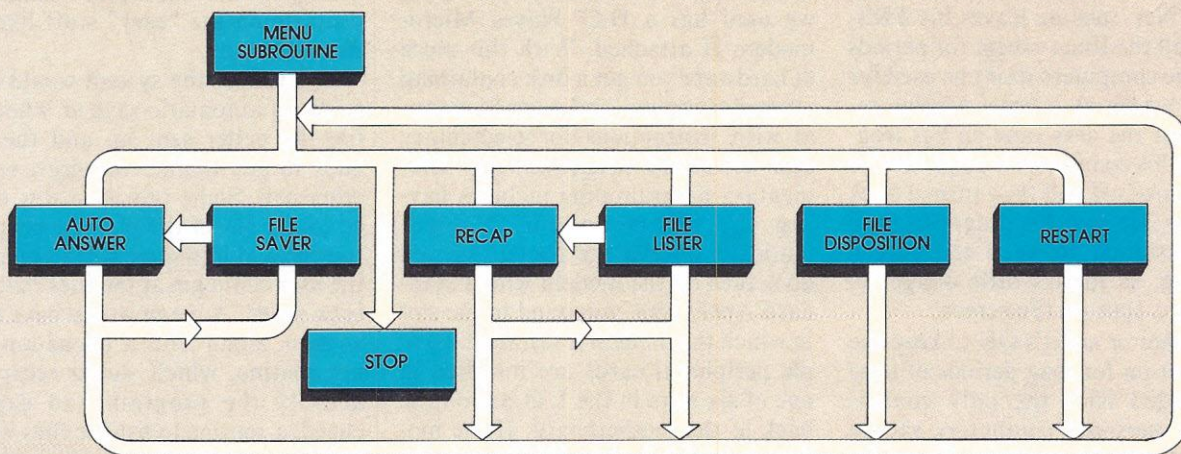 MENU
SUBROUTINE
AUTO
ANSWER
FILE
SAVER
RECAP
FILE
LISTER
FILE
DISPOSITION
RESTART
STOP